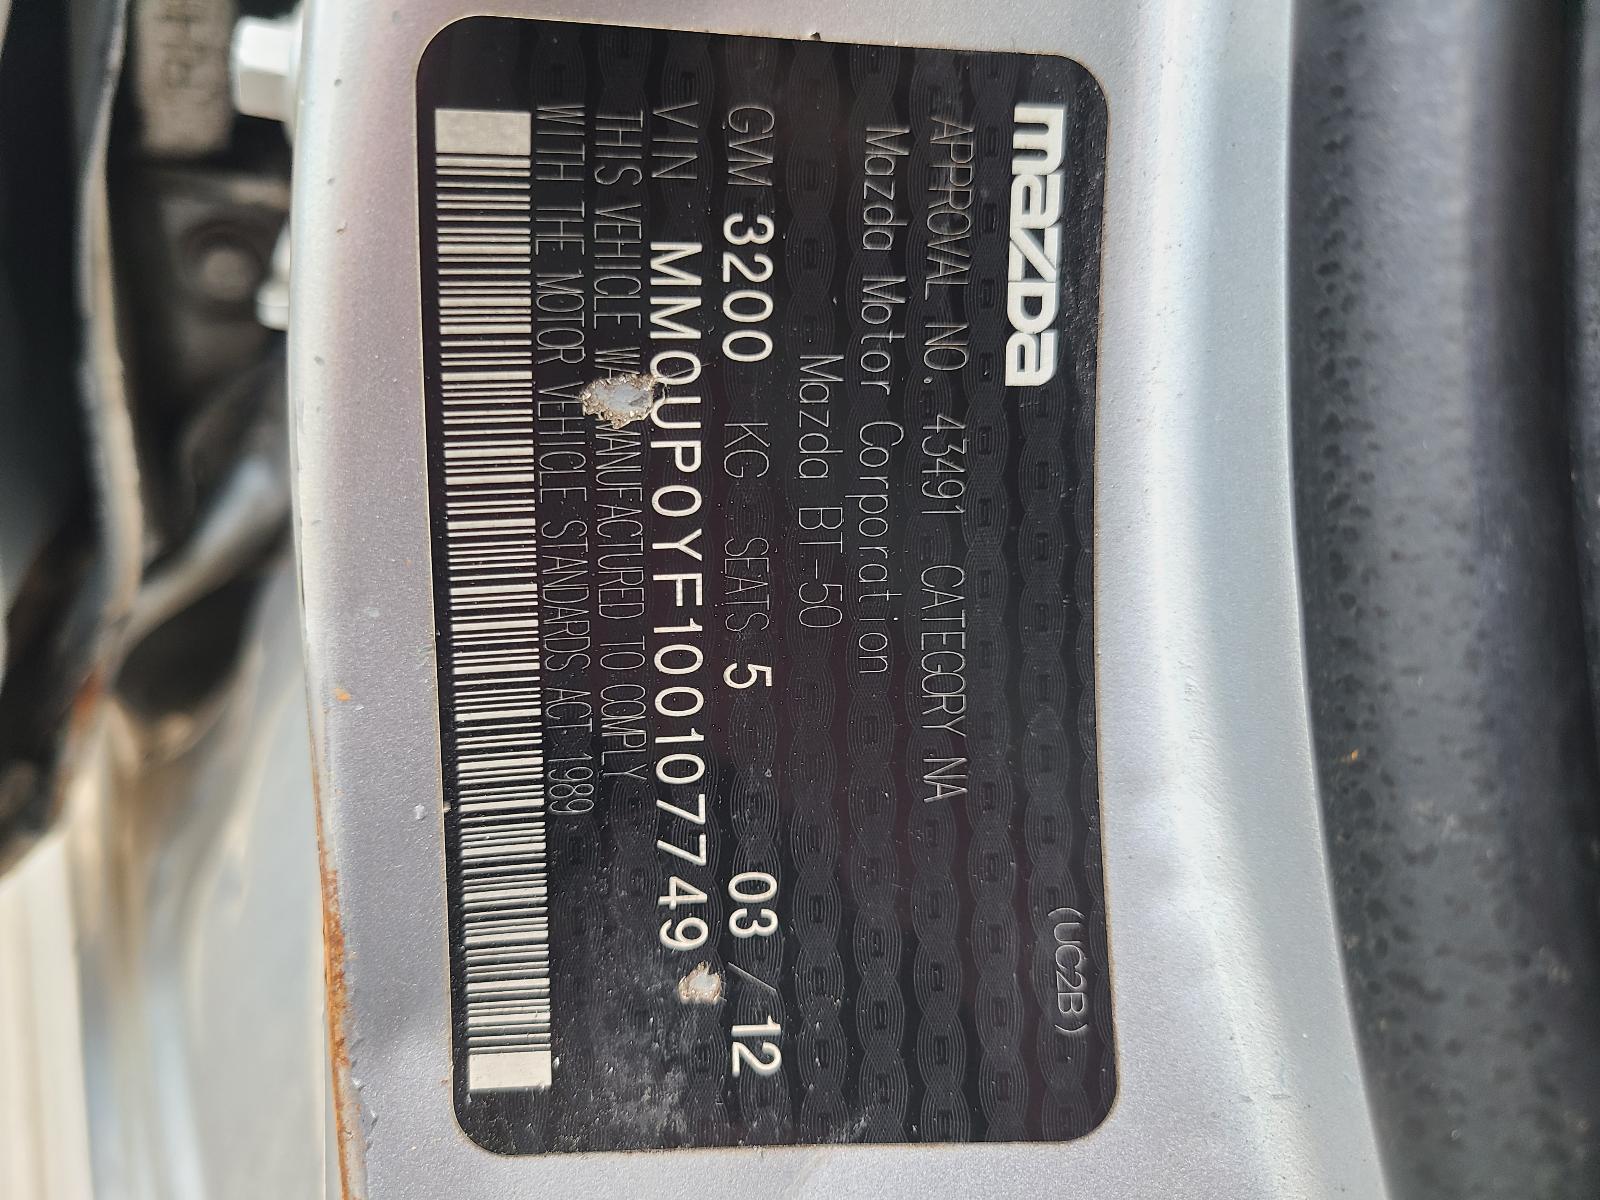 mazda
(UC2B)
APPROVAL NO. 43491 CATEGORY NA
Mazda Motor Corporation
Mazda BT-50
GVM 3200 KG SEATS 5 03/12
VIN MM0UP0YF100107749
THIS VEHICLE WAS MANUFACTURED TO COMPLY
WITH THE MOTOR VEHICLE STANDARDS ACT 1989